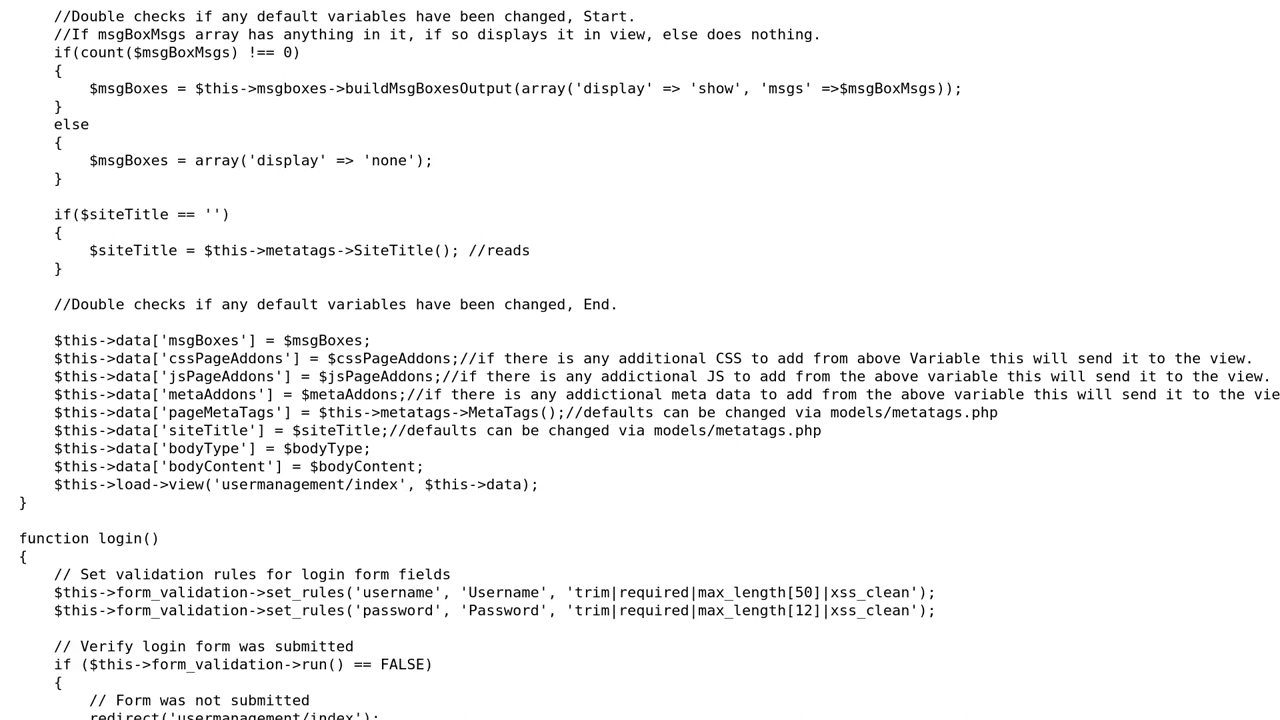 //Double checks if any default variables have been changed, Start.
//If msgBoxMsgs array has anything in it, if so displays it in view, else does nothing.
if(count($msgBoxMsgs) !== 0)
{
$msgBoxes = $this->msgboxes->buildMsgBoxesOutput(array('display' => 'show', 'msgs' =>$msgBoxMsgs));
}
else
{
$msgBoxes = array('display' => 'none');
}
if($siteTitle == '')
{
$siteTitle = $this->metatags->SiteTitle(); //reads
}
//Double checks if any default variables have been changed, End.
$this->data['msgBoxes'] = $msgBoxes;
$this->data['cssPageAddons'] = $cssPageAddons;//if there is any additional CSS to add from above Variable this will send it to the view.
$this->data['jsPageAddons'] = $jsPageAddons;//if there is any addictional JS to add from the above variable this will send it to the view.
$this->data['metaAddons'] = $metaAddons;//if there is any addictional meta data to add from the above variable this will send it to the vie
$this->data['pageMetaTags'] = $this->metatags->MetaTags();//defaults can be changed via models/metatags.php
$this->data['siteTitle'] = $siteTitle;//defaults can be changed via models/metatags.php
$this->data['bodyType'] = $bodyType;
$this->data['bodyContent'] = $bodyContent;
$this->load->view('usermanagement/index', $this->data);
}
function login()
{
// Set validation rules for login form fields
$this->form_validation->set_rules('username', 'Username', 'trim|required|max_length[50]|xss_clean');
$this->form_validation->set_rules('password', 'Password', 'trim|required|max_length[12]|xss_clean');
// Verify login form was submitted
if ($this->form_validation->run() == FALSE)
{
// Form was not submitted
redirect('usermanagement/index');